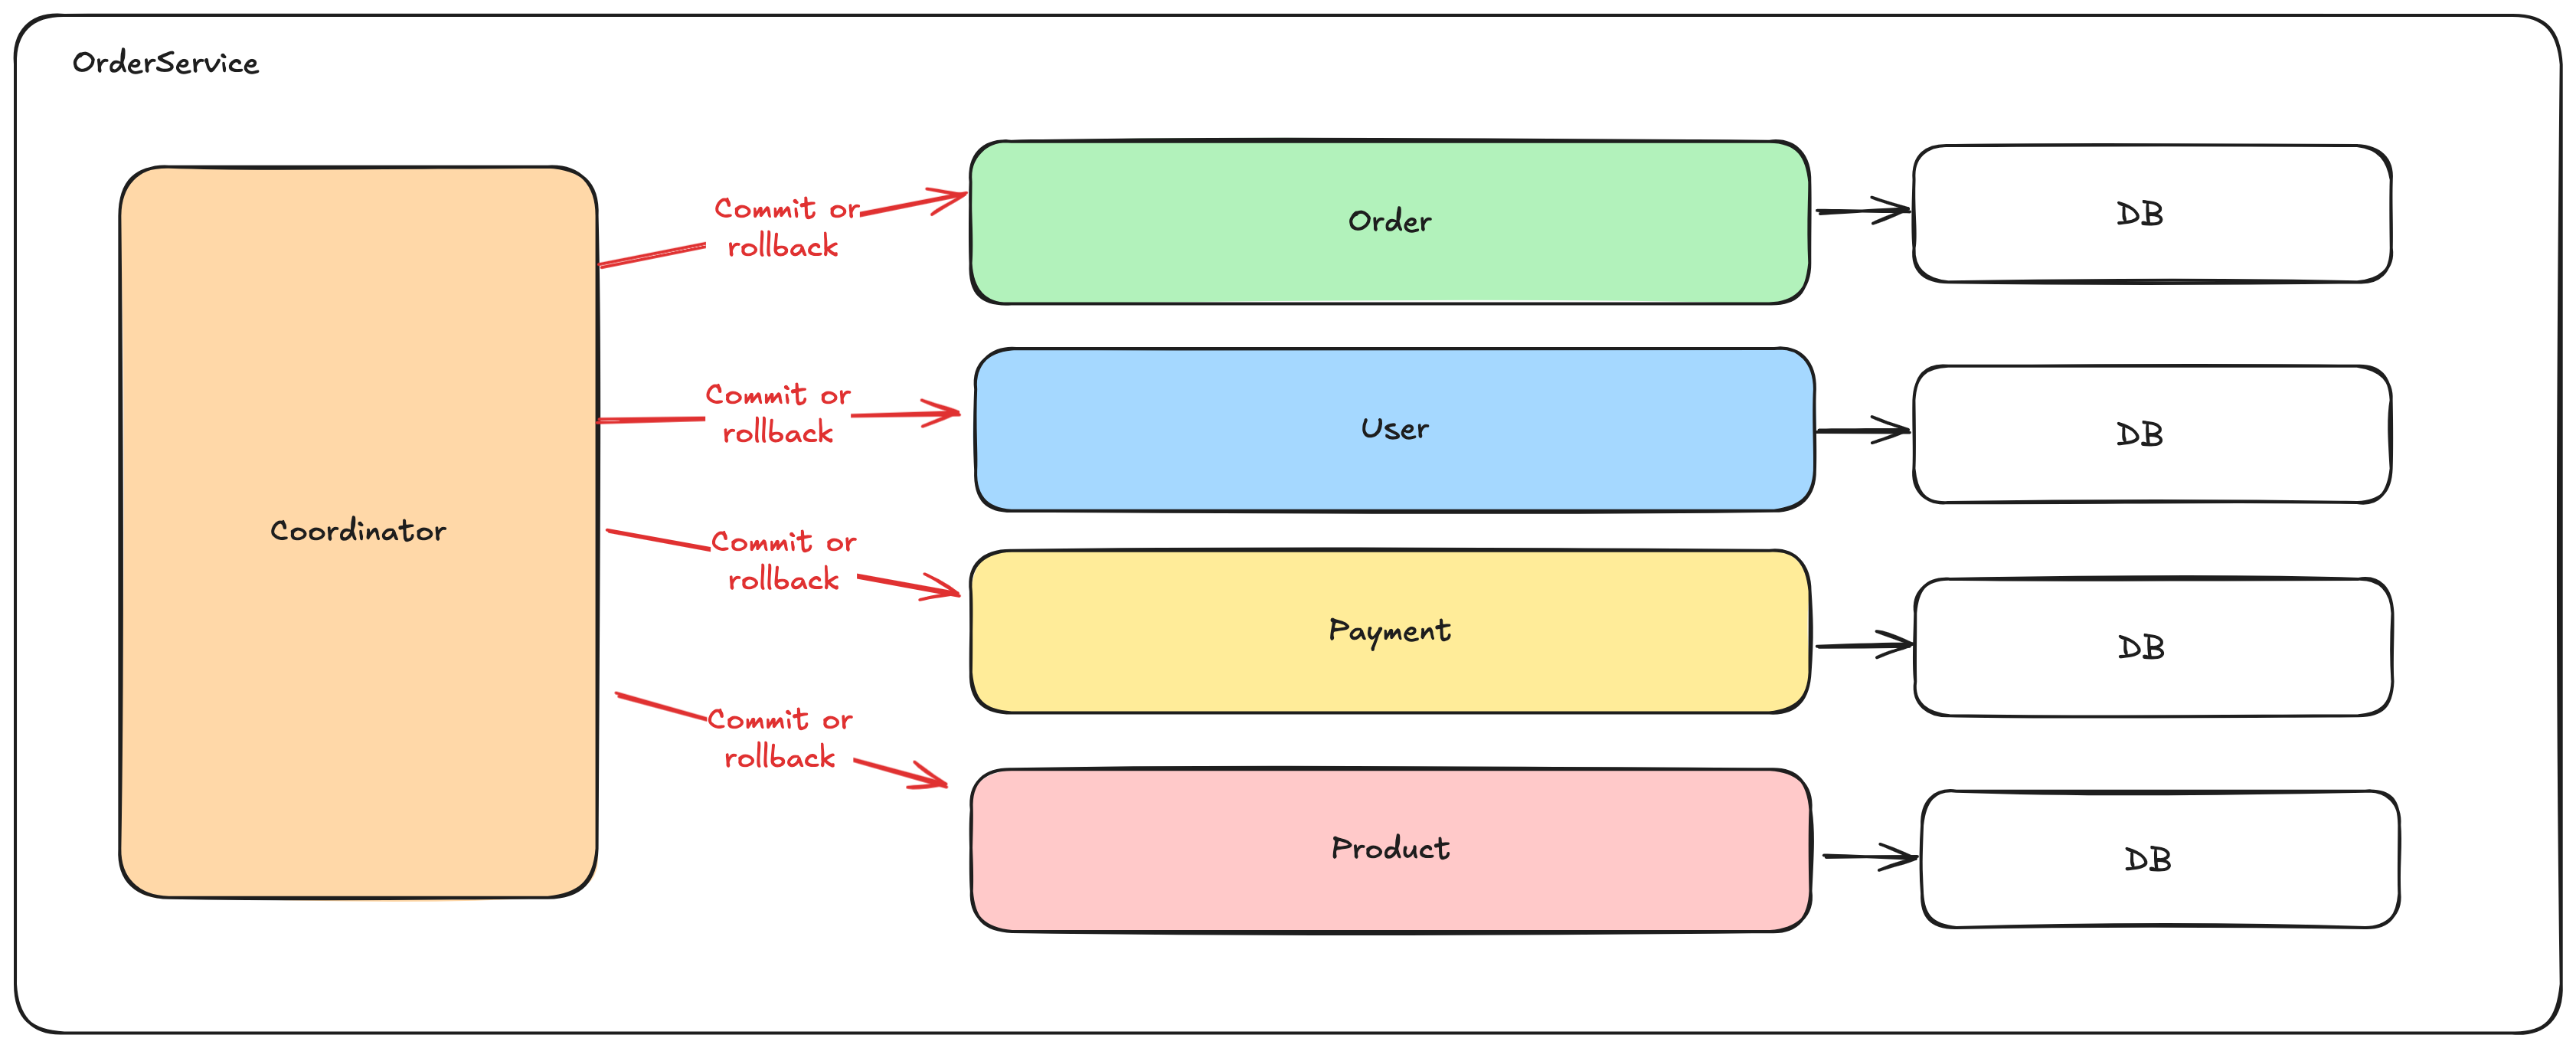 OrderService
Coordinator
Commit or
rollback
Order
DB
Commit or
rollback
User
DB
Commit or
rollback
Payment
DB
Commit or
rollback
Product
DB